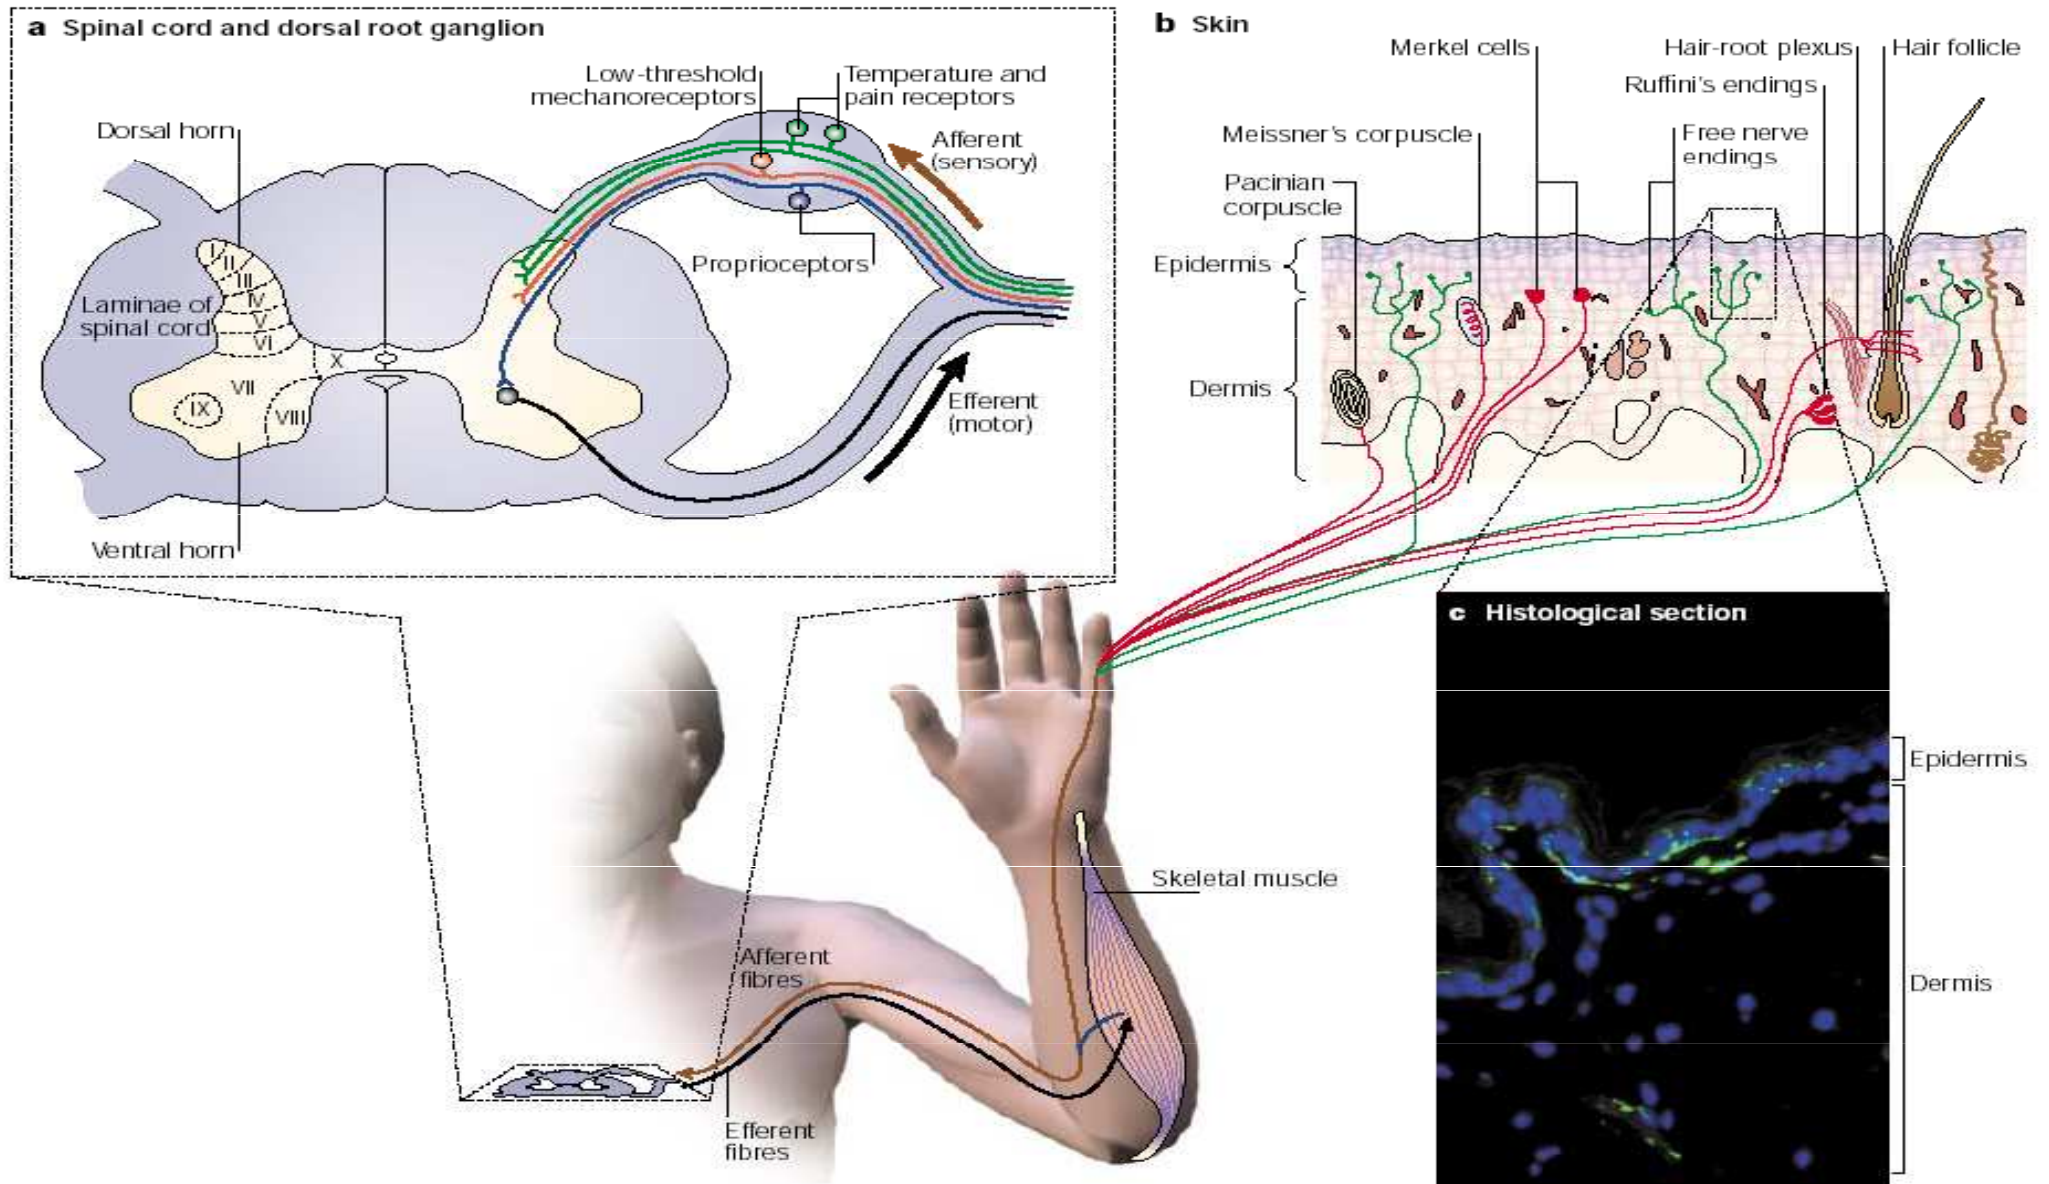 a Spinal cord and dorsal root ganglion
Low-threshold
mechanoreceptors
Temperature and
pain receptors
Dorsal horn
Afferent
(sensory)
Proprioceptors
I
II
III
IV
V
VI
Laminae of
spinal cord
X
VII
IX
VIII
Efferent
(motor)
Ventral horn
b Skin
Merkel cells
Hair-root plexus
Hair follicle
Ruffini's endings
Meissner's corpuscle
Free nerve
endings
Pacinian
corpuscle
Epidermis
Dermis
c Histological section
Epidermis
Dermis
Skeletal muscle
Afferent
fibres
Efferent
fibres